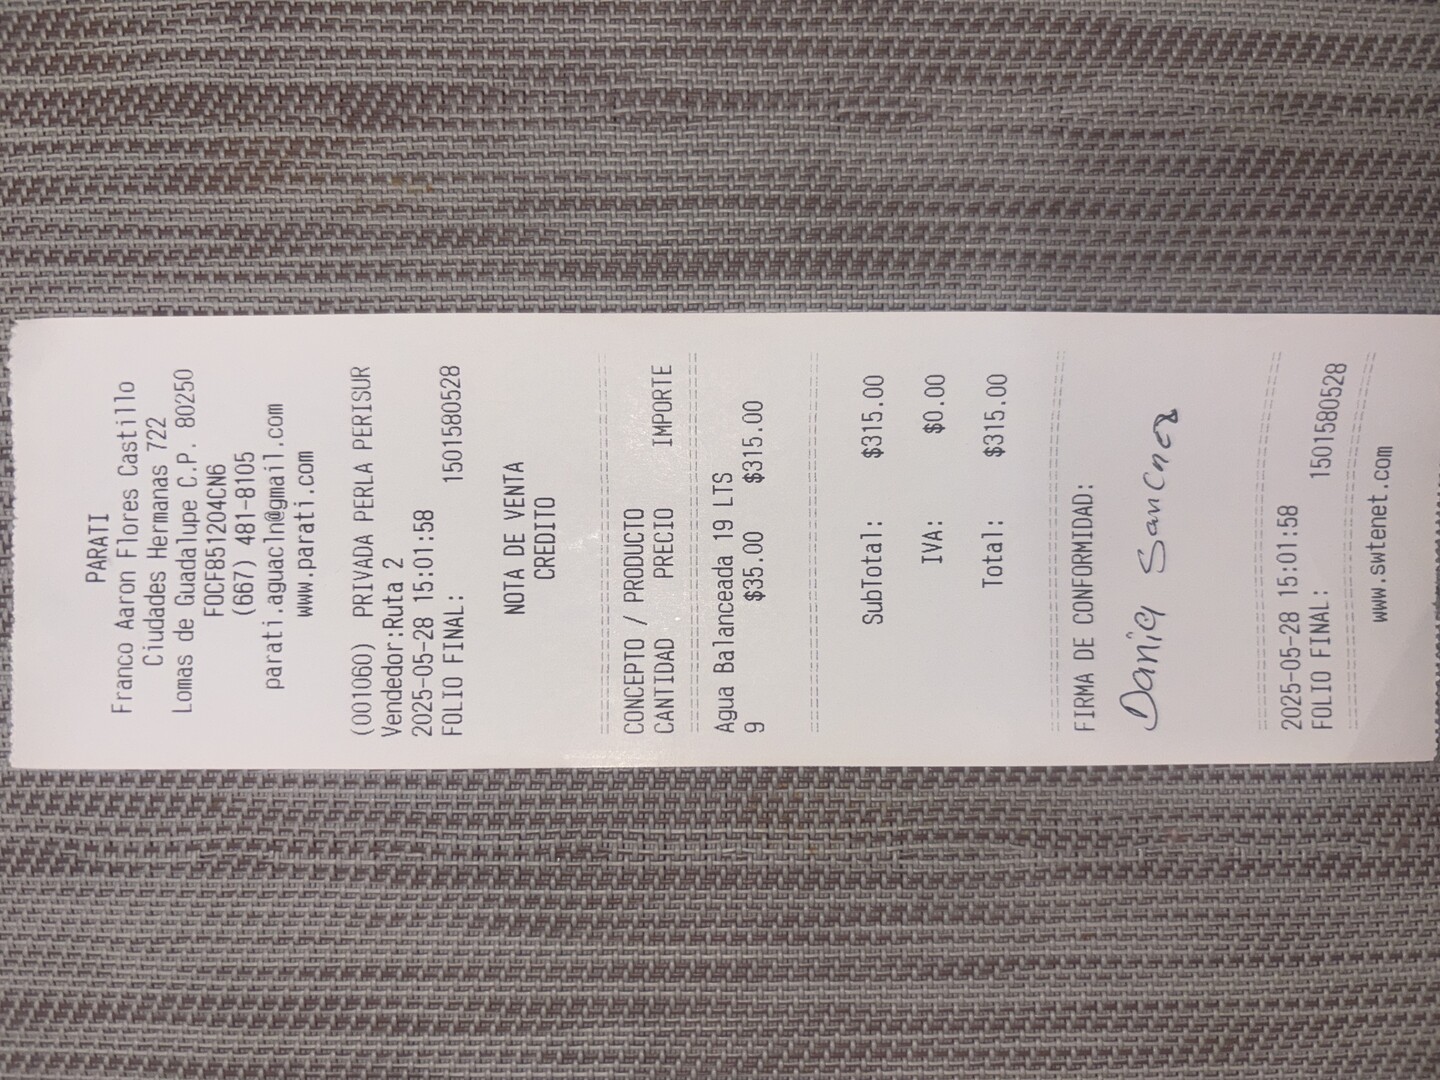 PARATI
Franco Aaron Flores Castillo
Ciudades Hermanas 722
Lomas de Guadalupe C.P. 80250
FOCF851204CN6
(667) 481-8105
parati.aguacln@gmail.com
www.parati.com
(001060) PRIVADA PERLA PERISUR
Vendedor:Ruta 2
2025-05-28 15:01:58
FOLIO FINAL: 1501580528
NOTA DE VENTA
CREDITO
CONCEPTO / PRODUCTO
CANTIDAD PRECIO IMPORTE
Agua Balanceada 19 LTS
9 $35.00 $315.00
SubTotal: $315.00
IVA: $0.00
Total: $315.00
FIRMA DE CONFORMIDAD:
2025-05-28 15:01:58
FOLIO FINAL: 1501580528
www.swtenet.com